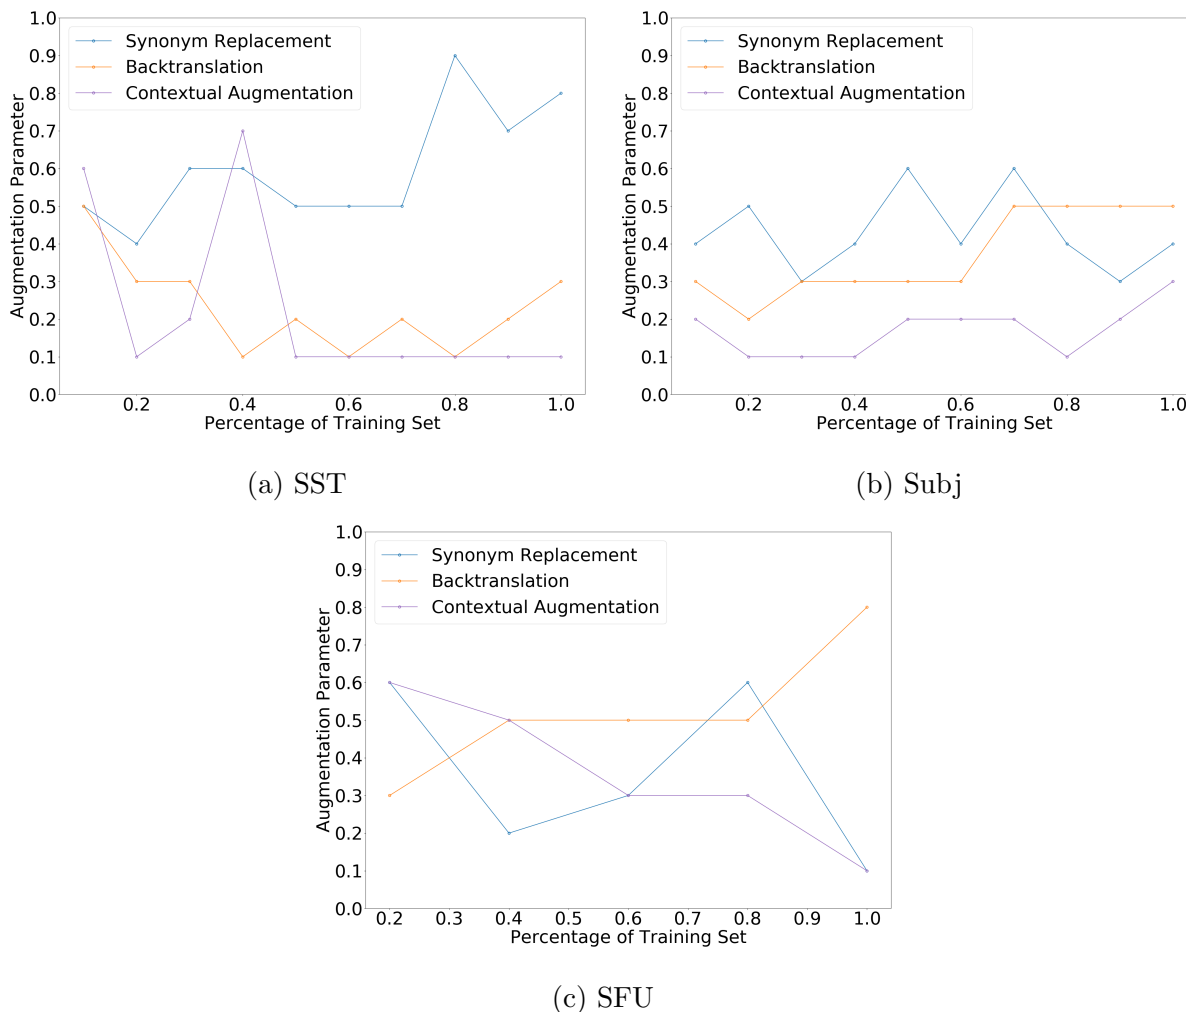 1.0
0.9
0.8
0.7
0.6
0.5
0.4
0.3
0.2
0.1
0.0
Augmentation Parameter
Synonym Replacement
Backtranslation
Contextual Augmentation
0.2 0.4 0.6 0.8 1.0
Percentage of Training Set
(a) SST
1.0
0.9
0.8
0.7
0.6
0.5
0.4
0.3
0.2
0.1
0.0
Augmentation Parameter
Synonym Replacement
Backtranslation
Contextual Augmentation
0.2 0.4 0.6 0.8 1.0
Percentage of Training Set
(b) Subj
1.0
0.9
0.8
0.7
0.6
0.5
0.4
0.3
0.2
0.1
0.0
Augmentation Parameter
Synonym Replacement
Backtranslation
Contextual Augmentation
0.2 0.3 0.4 0.5 0.6 0.7 0.8 0.9 1.0
Percentage of Training Set
(c) SFU